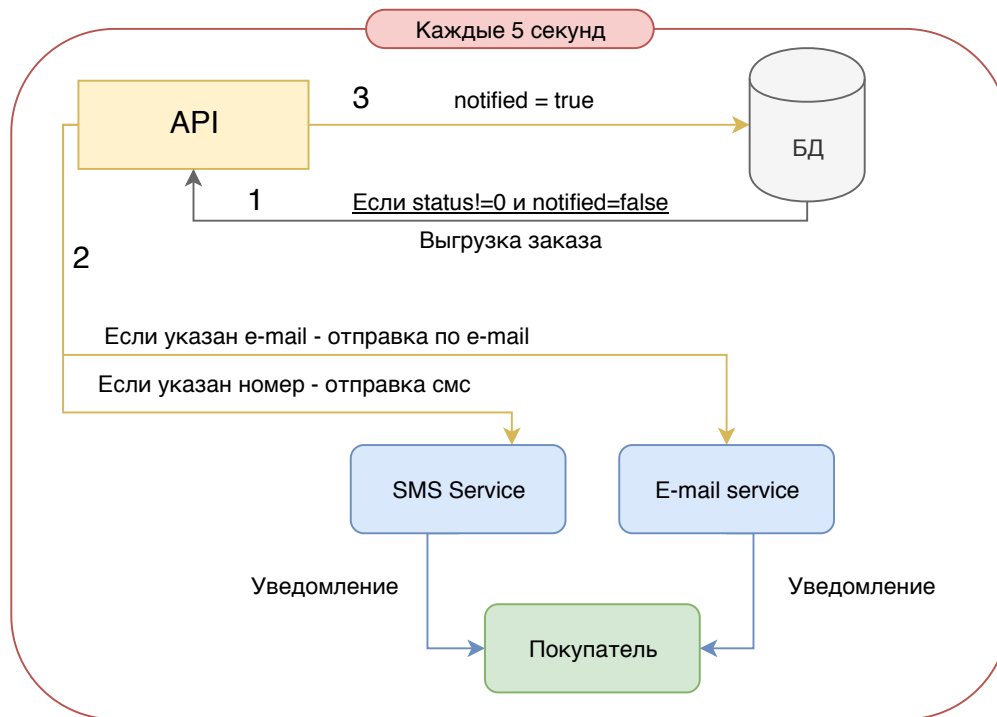 Каждые 5 секунд
API
3
notified = true
БД
1
Если status!=0 и notified=false
Выгрузка заказа
2
Если указан e-mail - отправка по e-mail
Если указан номер - отправка смс
SMS Service
E-mail service
Уведомление
Уведомление
Покупатель